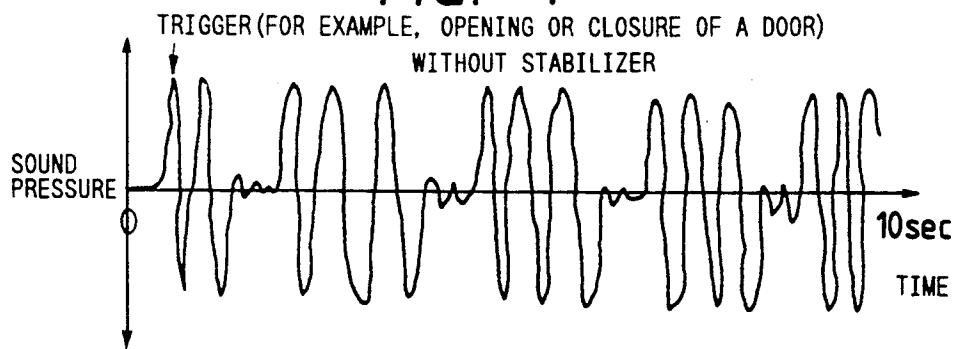 TRIGGER (FOR EXAMPLE, OPENING OR CLOSURE OF A DOOR)
WITHOUT STABILIZER
SOUND
PRESSURE
0
10sec
TIME